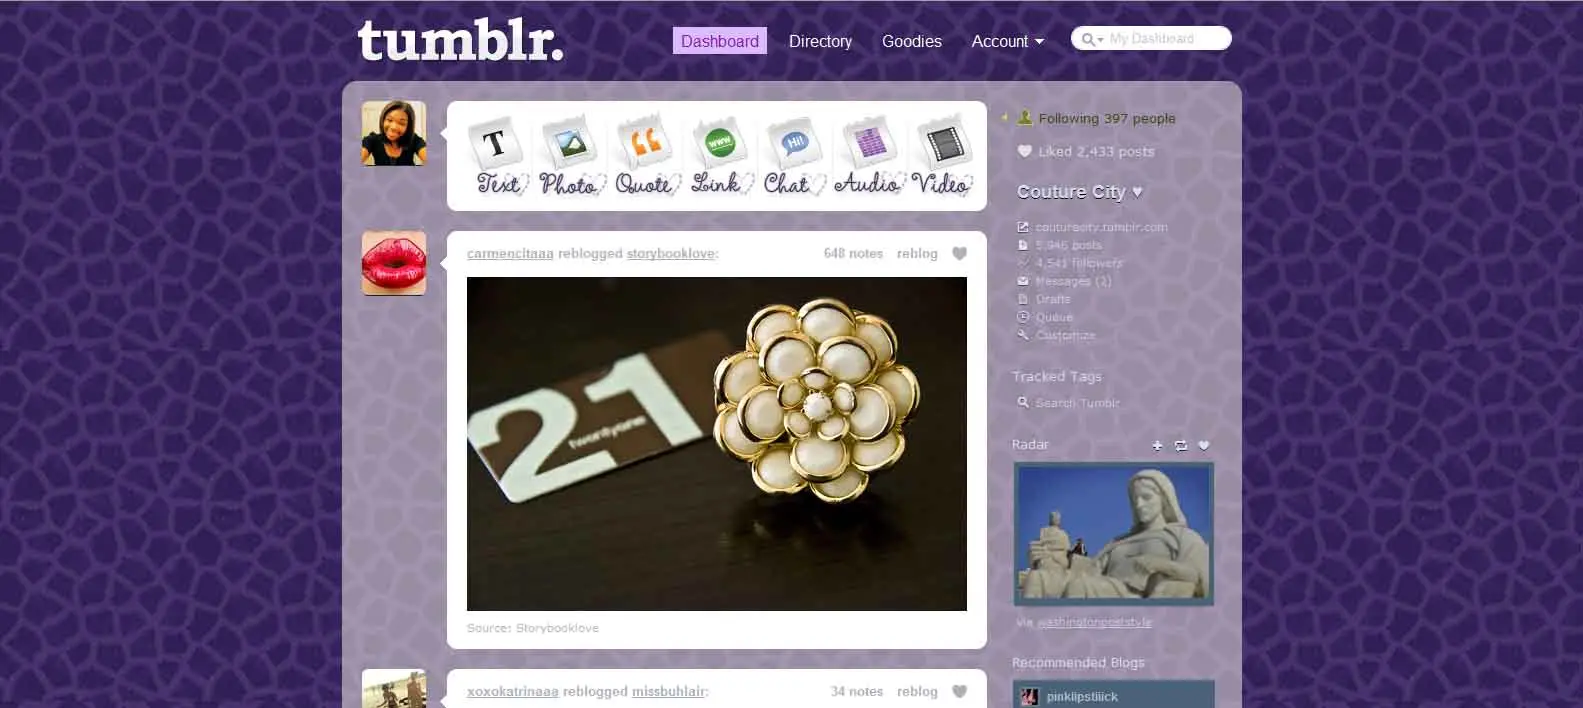 tumblr.
Dashboard Directory Goodies Account My Dashboard
T www Hi!
Text Photo Quote Link Chat Audio Video
Following 397 people
Liked 2,433 posts
Couture City ♥
couturecity.tumblr.com
5,946 posts
4,541 followers
Messages (2)
Drafts
Queue
Customize
Tracked Tags
Search Tumblr
Radar
via washingtonpoststyle
Recommended Blogs
pinklipstiiick
carmencitaaa reblogged storybooklove: 648 notes reblog
21
twentyone
Source: Storybooklove
xoxokatrinaaa reblogged missbuhlair: 34 notes reblog